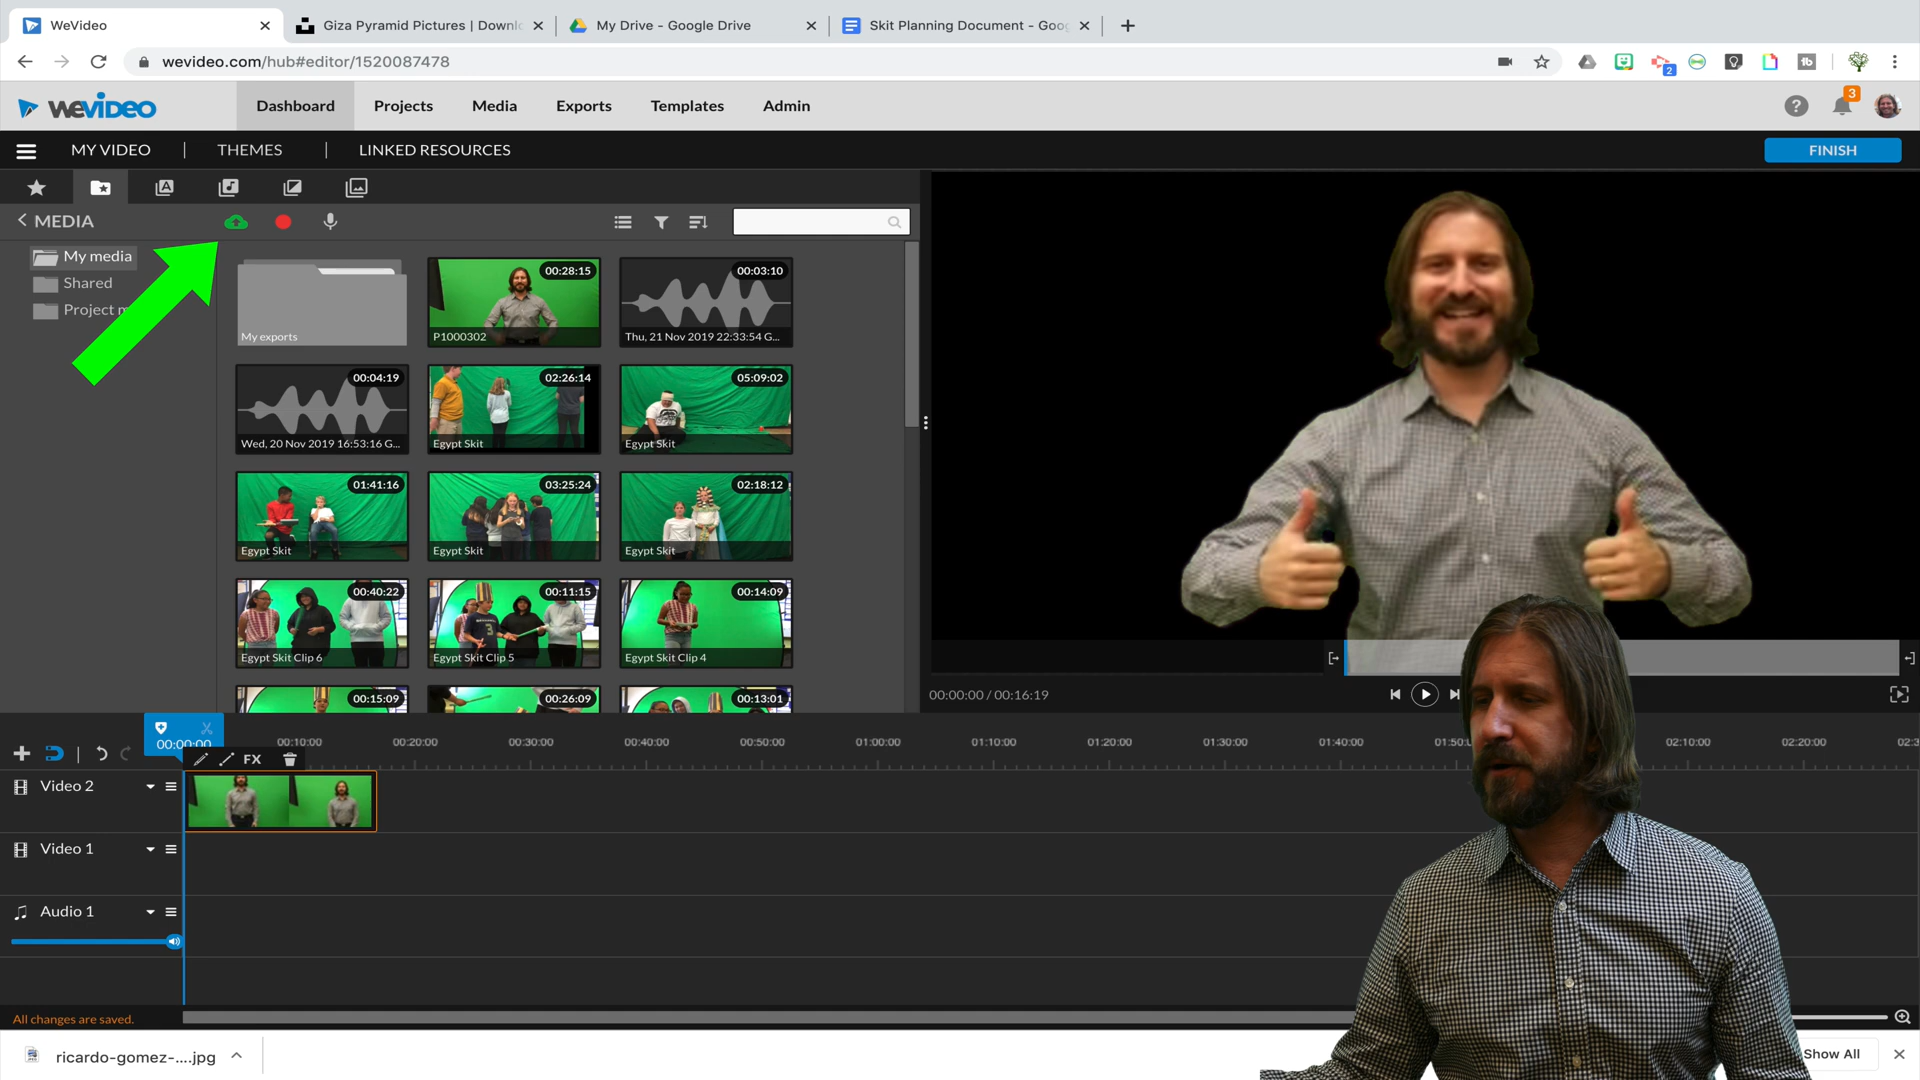 WeVideo
Giza Pyramid Pictures | Downl
My Drive - Google Drive
Skit Planning Document - Goog
wevideo.com/hub#editor/1520087478
2
tb
WEVIDEO
Dashboard
Projects
Media
Exports
Templates
Admin
?
3
MY VIDEO | THEMES | LINKED RESOURCES
FINISH
MEDIA
My media
Shared
Project m
My exports
00:28:15
P1000302
00:03:10
Thu, 21 Nov 2019 22:33:54 G...
00:04:19
Wed, 20 Nov 2019 16:53:16 G...
02:26:14
Egypt Skit
05:09:02
Egypt Skit
01:41:16
Egypt Skit
03:25:24
Egypt Skit
02:18:12
Egypt Skit
00:40:22
Egypt Skit Clip 6
00:11:15
Egypt Skit Clip 5
00:14:09
Egypt Skit Clip 4
00:15:09
00:26:09
00:13:01
00:00:00 / 00:16:19
00:00:00
00:10:00
00:20:00
00:30:00
00:40:00
00:50:00
01:00:00
01:10:00
01:20:00
01:30:00
01:40:00
01:50:
02:10:00
02:20:00
02:3
FX
Video 2
Video 1
Audio 1
All changes are saved.
ricardo-gomez-....jpg
Show All